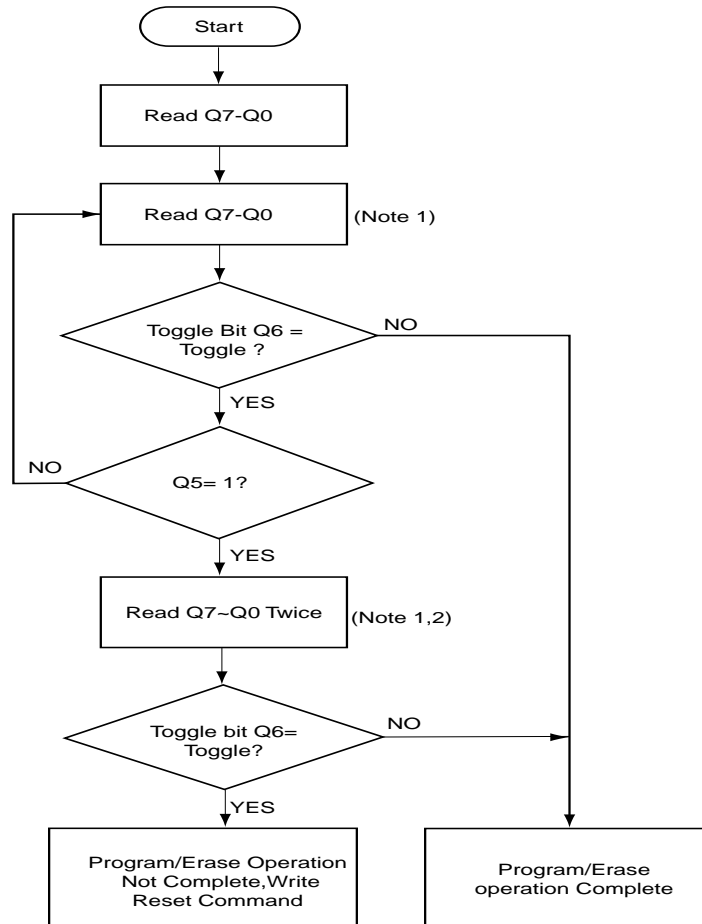 Start
Read Q7-Q0
Read Q7-Q0
(Note 1)
Toggle Bit Q6 =
Toggle ?
NO
YES
NO
Q5= 1?
YES
Read Q7~Q0 Twice
(Note 1,2)
Toggle bit Q6=
Toggle?
NO
YES
Program/Erase Operation
Not Complete,Write
Reset Command
Program/Erase
operation Complete